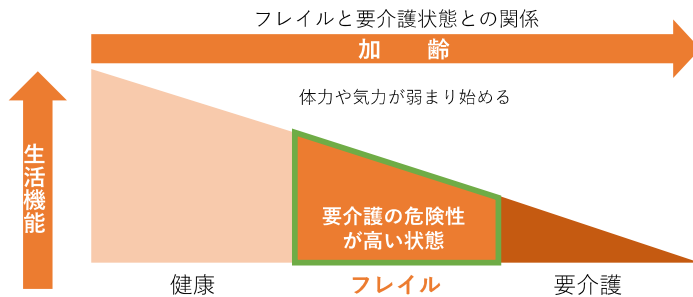 フレイルと要介護状態との関係
加　齢
体力や気力が弱まり始める
生活機能
要介護の危険性
が高い状態
健康
フレイル
要介護